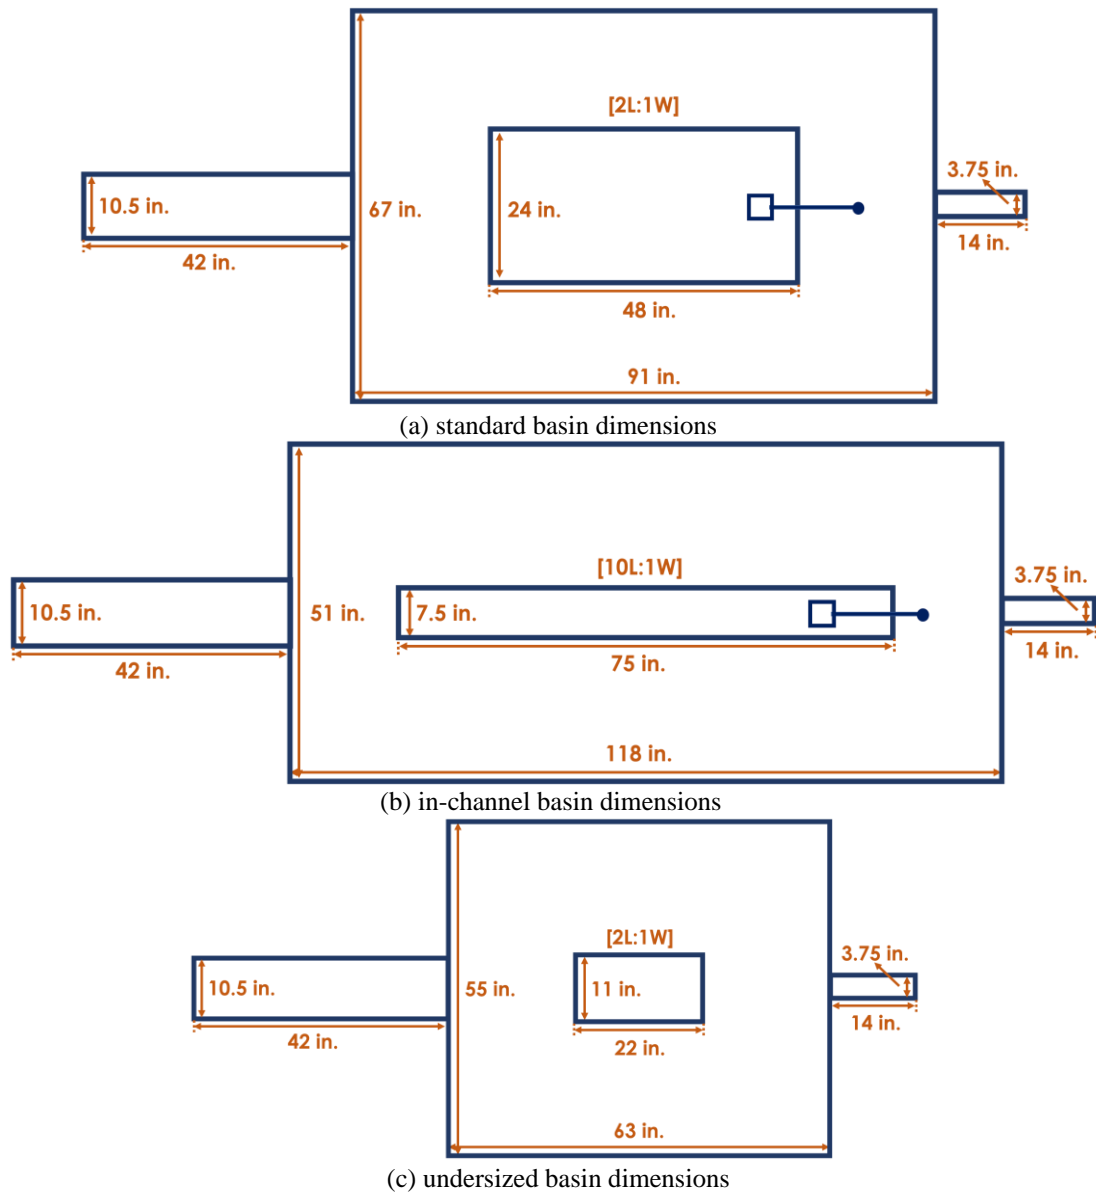 [2L:1W]
3.75 in.
10.5 in.
67 in.
24 in.
42 in.
14 in.
48 in.
91 in.
(a) standard basin dimensions
[10L:1W]
3.75 in.
10.5 in.
51 in.
7.5 in.
42 in.
75 in.
14 in.
118 in.
(b) in-channel basin dimensions
[2L:1W]
3.75 in.
10.5 in.
55 in.
11 in.
42 in.
22 in.
14 in.
63 in.
(c) undersized basin dimensions